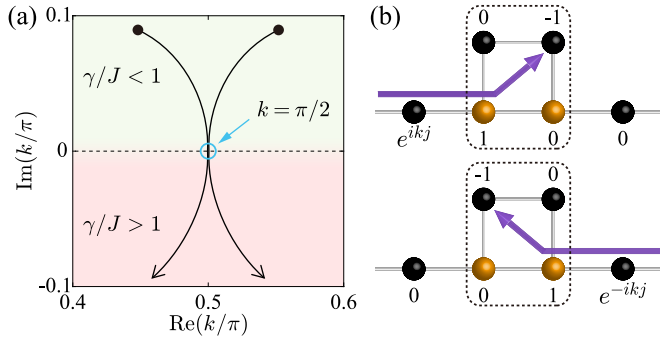 (a)
0.1
γ/J < 1
k = π/2
Im(k/π)
0
γ/J > 1
-0.1
0.4 0.5 0.6
Re(k/π)
(b)
0 -1
e^{ikj} 1 0 0
-1 0
0 0 1 e^{-ikj}